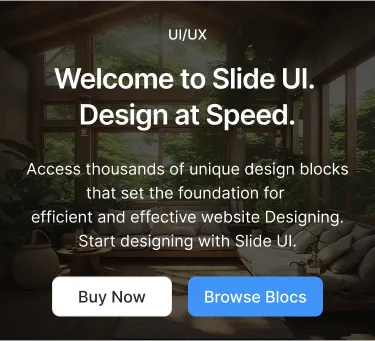 UI/UX
Welcome to Slide UI.
Design at Speed.
Access thousands of unique design blocks
that set the foundation for
efficient and effective website Designing.
Start designing with Slide UI.
Buy Now
Browse Blocs